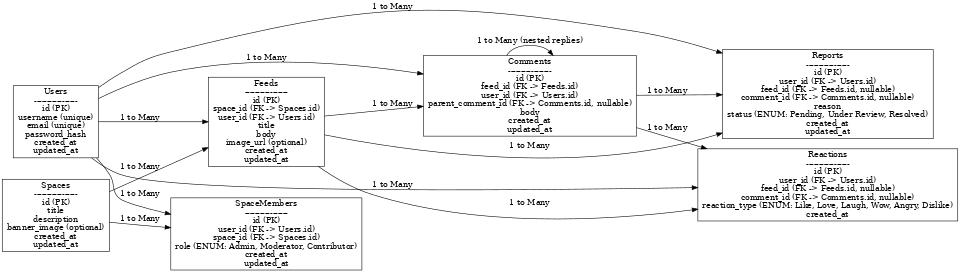 Users
------------
id (PK)
username (unique)
email (unique)
password_hash
created_at
updated_at
Spaces
------------
id (PK)
title
description
banner_image (optional)
created_at
updated_at
Feeds
------------
id (PK)
space_id (FK -> Spaces.id)
user_id (FK -> Users.id)
title
body
image_url (optional)
created_at
updated_at
SpaceMembers
------------
id (PK)
user_id (FK -> Users.id)
space_id (FK -> Spaces.id)
role (ENUM: Admin, Moderator, Contributor)
created_at
updated_at
Comments
------------
id (PK)
feed_id (FK -> Feeds.id)
user_id (FK -> Users.id)
parent_comment_id (FK -> Comments.id, nullable)
body
created_at
updated_at
Reports
------------
id (PK)
user_id (FK -> Users.id)
feed_id (FK -> Feeds.id, nullable)
comment_id (FK -> Comments.id, nullable)
reason
status (ENUM: Pending, Under Review, Resolved)
created_at
updated_at
Reactions
------------
id (PK)
user_id (FK -> Users.id)
feed_id (FK -> Feeds.id, nullable)
comment_id (FK -> Comments.id, nullable)
reaction_type (ENUM: Like, Love, Laugh, Wow, Angry, Dislike)
created_at
1 to Many
1 to Many
1 to Many
1 to Many
1 to Many
1 to Many
1 to Many
1 to Many
1 to Many
1 to Many
1 to Many (nested replies)
1 to Many
1 to Many